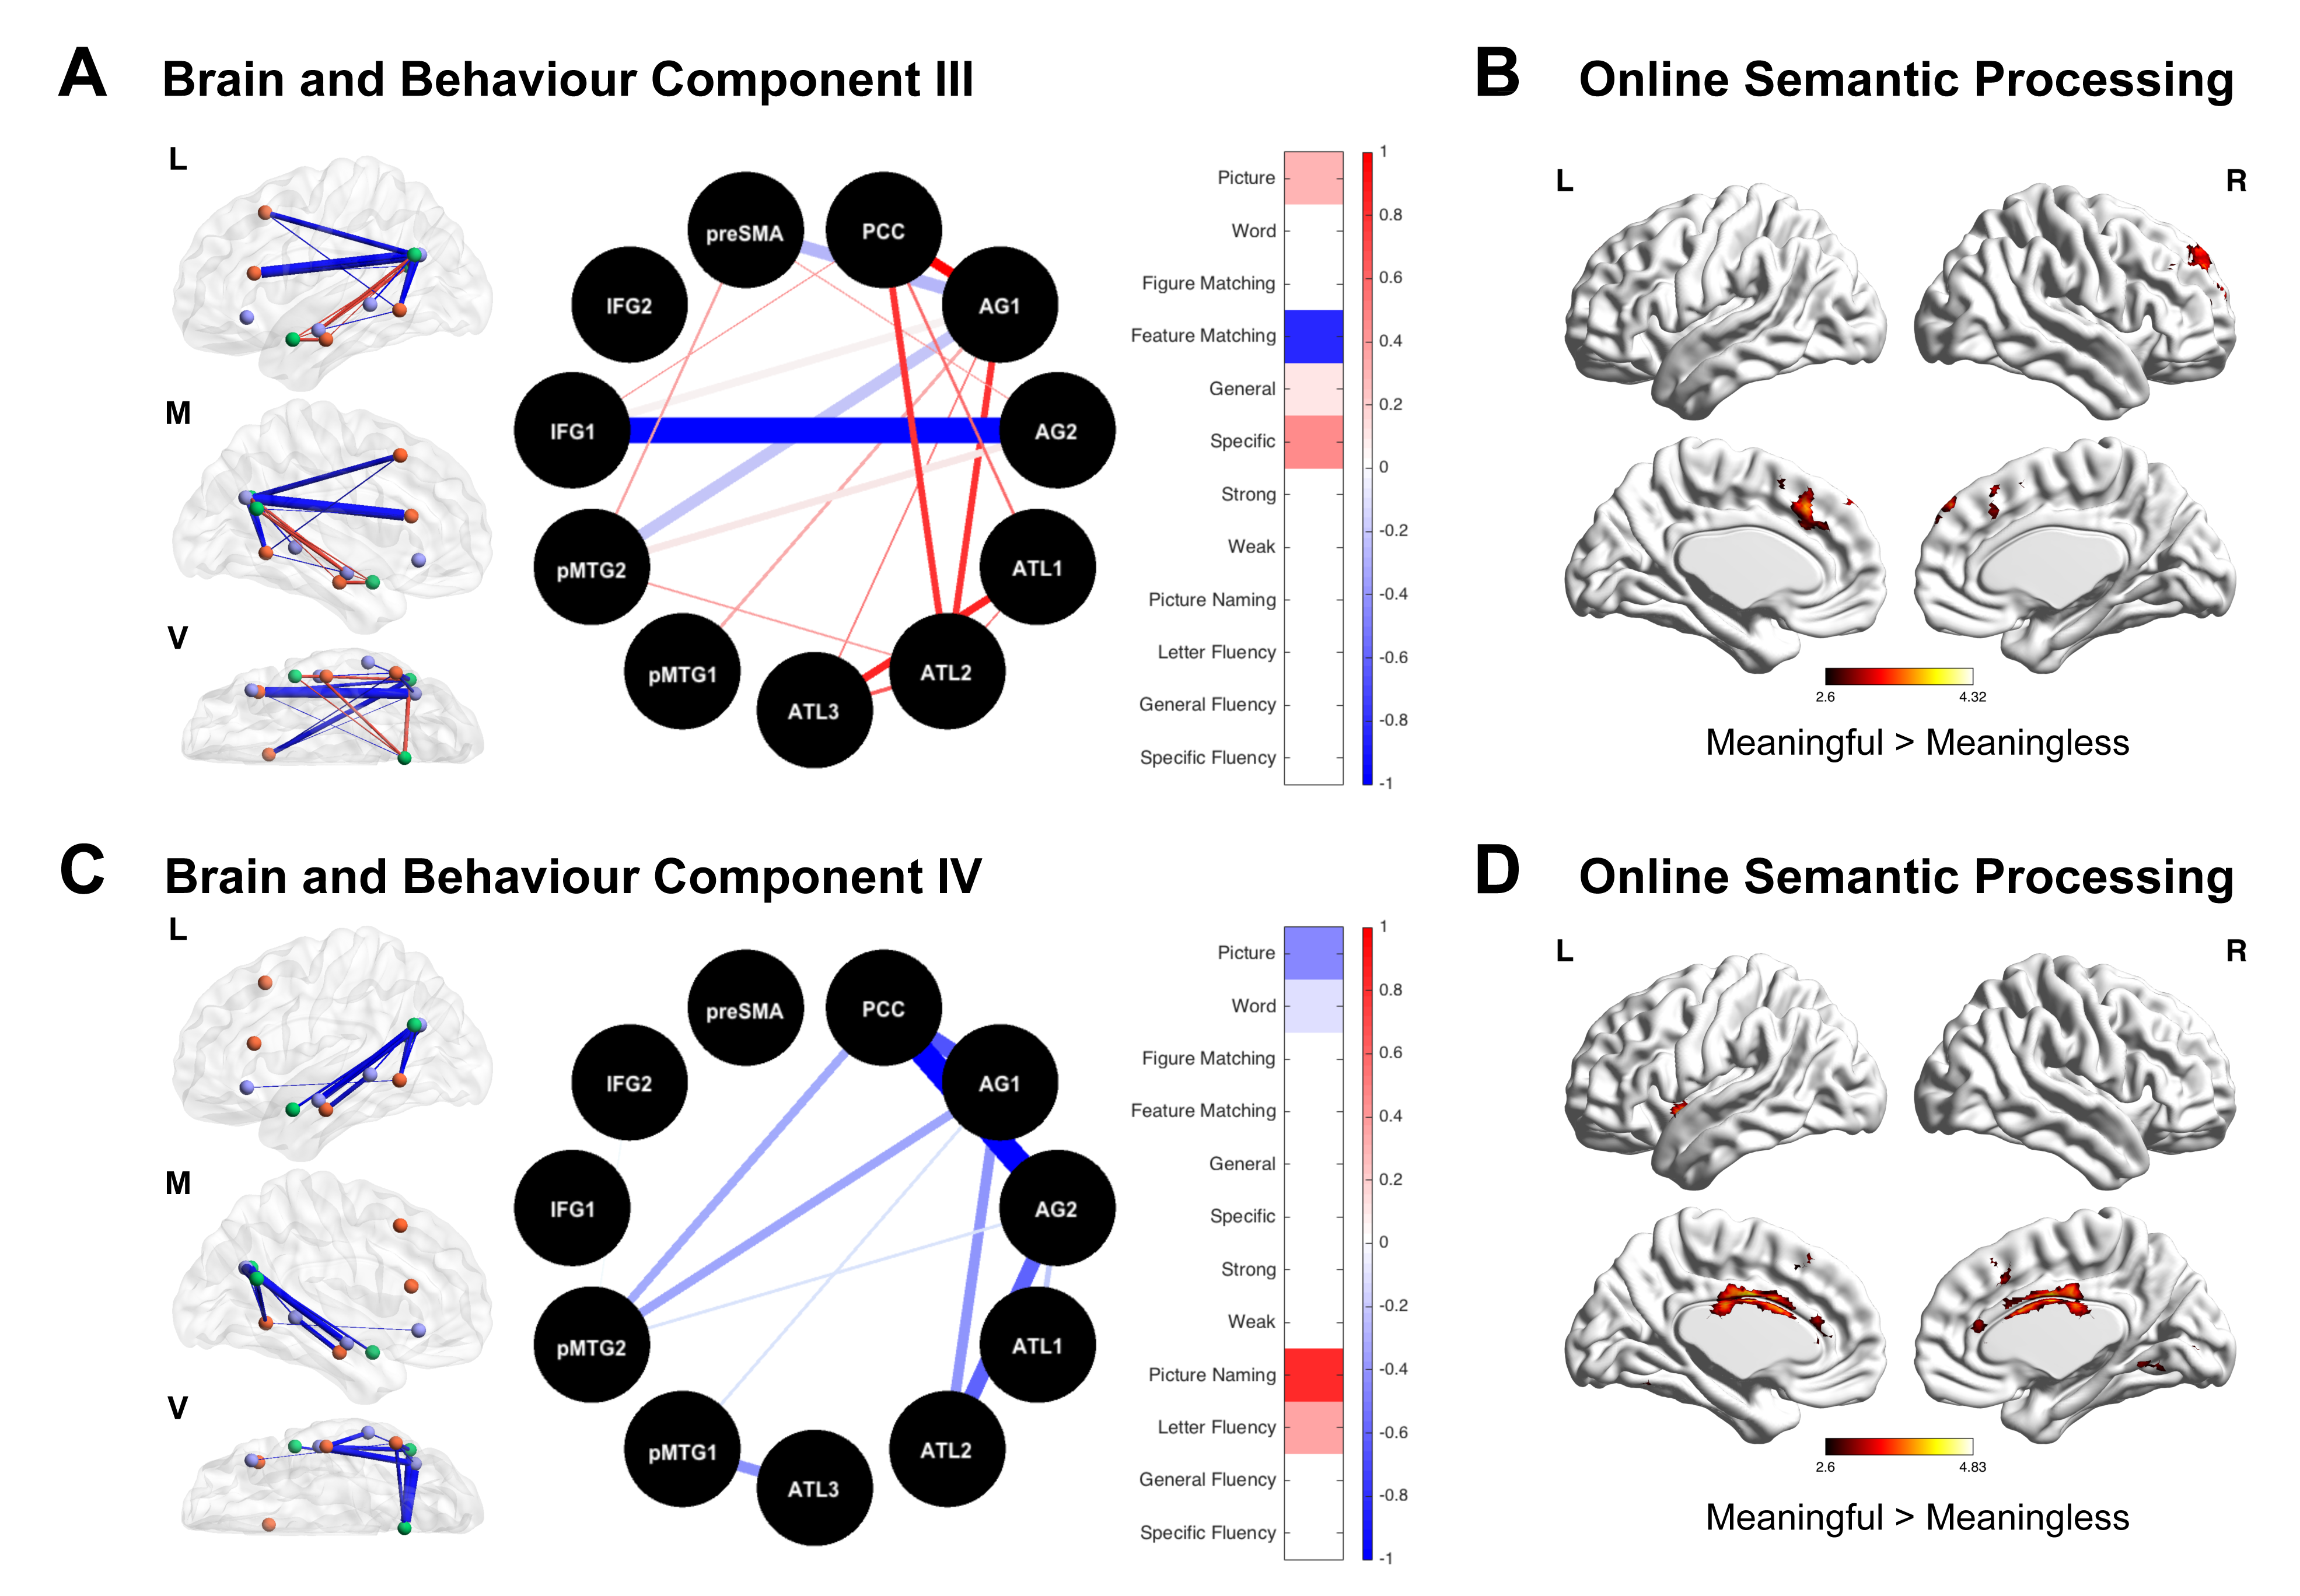 A Brain and Behaviour Component III
L
M
V
preSMA
PCC
IFG2
AG1
IFG1
AG2
pMTG2
ATL1
pMTG1
ATL2
ATL3
Picture
Word
Figure Matching
Feature Matching
General
Specific
Strong
Weak
Picture Naming
Letter Fluency
General Fluency
Specific Fluency
1
0.8
0.6
0.4
0.2
0
-0.2
-0.4
-0.6
-0.8
-1
B Online Semantic Processing
L R
2.6 4.32
Meaningful > Meaningless
C Brain and Behaviour Component IV
L
M
V
preSMA
PCC
IFG2
AG1
IFG1
AG2
pMTG2
ATL1
pMTG1
ATL2
ATL3
Picture
Word
Figure Matching
Feature Matching
General
Specific
Strong
Weak
Picture Naming
Letter Fluency
General Fluency
Specific Fluency
1
0.8
0.6
0.4
0.2
0
-0.2
-0.4
-0.6
-0.8
-1
D Online Semantic Processing
L R
2.6 4.83
Meaningful > Meaningless